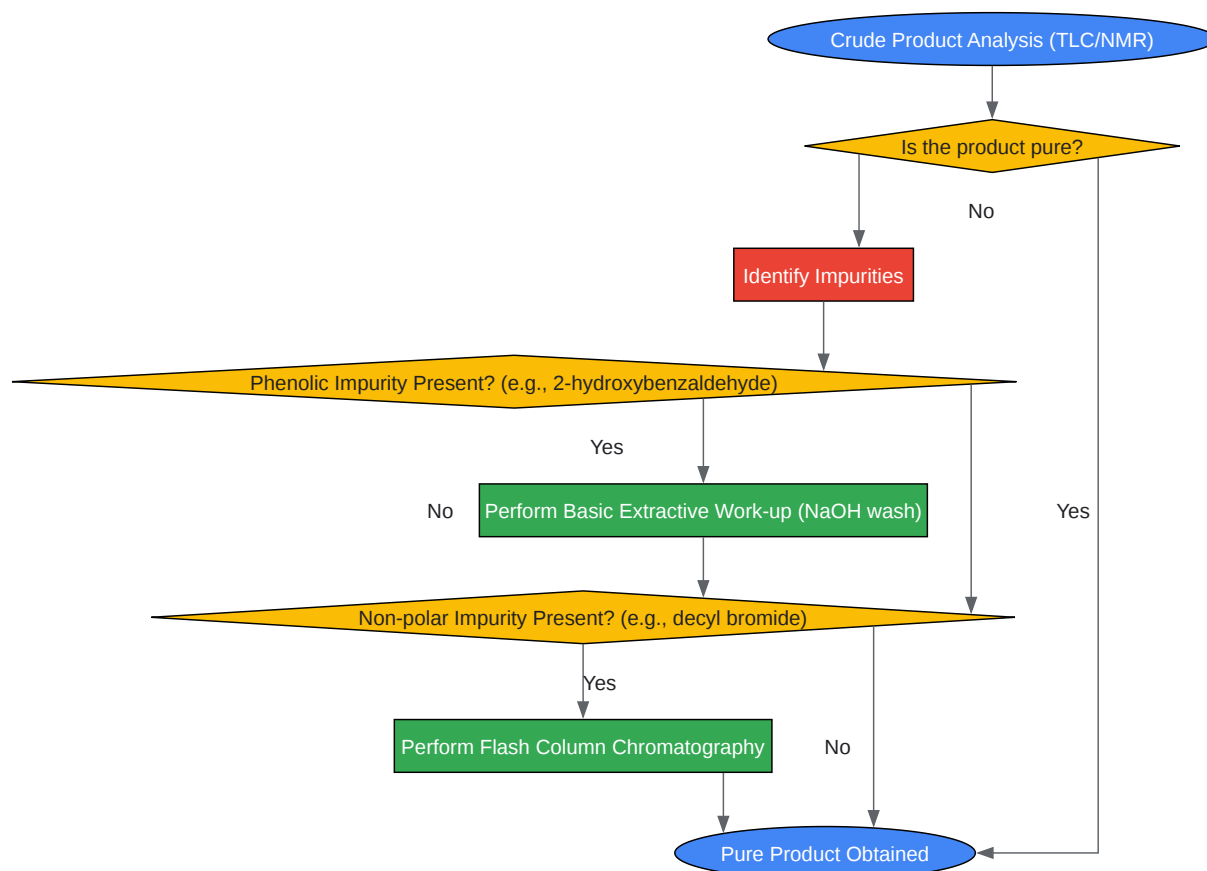 Crude Product Analysis (TLC/NMR)
Is the product pure?
No
Identify Impurities
Phenolic Impurity Present? (e.g., 2-hydroxybenzaldehyde)
Yes
Perform Basic Extractive Work-up (NaOH wash)
No
Yes
Non-polar Impurity Present? (e.g., decyl bromide)
Yes
Perform Flash Column Chromatography
No
Pure Product Obtained